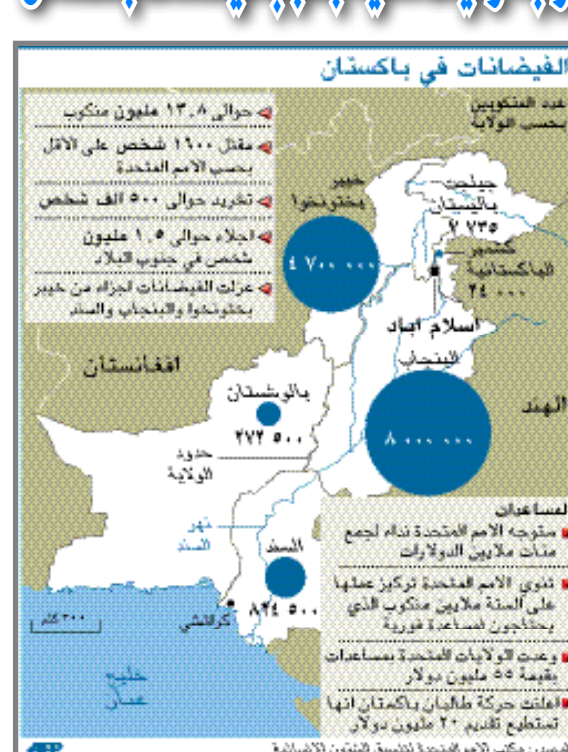 الفيضانات في باكستان
عدد المنكوبين
بحسب الولاية
حوالى ١٣.٨ مليون منكوب
مقتل ١٦٠٠ شخص على الاقل
بحسب الامم المتحدة
حوالى ٥٠٠ الف شخص
اجلاء حوالى ١.٥ مليون
شخص في جنوب البلاد
عزلت الفيضانات اجزاء من خيبر
بختونخوا والبنجاب والسند
خيبر
بختونخوا
٤ ٧٠٠ ٠٠٠
جيلجت
بالتيستان
٧ ٧٣٥
كشمير
الباكستانية
٢٤ ٠٠٠
اسلام اباد
البنجاب
٨ ٠٠٠ ٠٠٠
افغانستان
الهند
بالوشستان
٢٧٢ ٥٠٠
حدود
الولاية
نهر
السند
السند
٨٢٤ ٥٠٠
كراتشي
٣٠٠ كلم
خليج
عمان
لمساعدات
ستوجه الامم المتحدة نداء لجمع
مئات ملايين الدولارات
تنوي الامم المتحدة تركيز عملها
على الستة ملايين منكوب الذي
يحتاجون لمساعدة فورية
وعدت الولايات المتحدة بمساعدات
بقيمة ٥٥ مليون دولار
اعلنت حركة طالبان باكستان انها
تستطيع تقديم ٢٠ مليون دولار
AFP